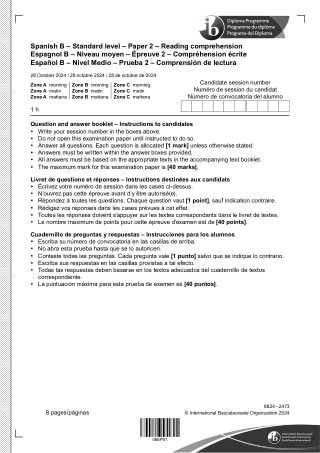 Diploma Programme
Programme du diplôme
Programa del Diploma
Spanish B – Standard level – Paper 2 – Reading comprehension
Espagnol B – Niveau moyen – Épreuve 2 – Compréhension écrite
Español B – Nivel Medio – Prueba 2 – Comprensión de lectura
28 October 2024 / 28 octobre 2024 / 28 de octubre de 2024
Zone A morning | Zone B morning | Zone C morning
Zone A matin | Zone B matin | Zone C matin
Zona A mañana | Zona B mañana | Zona C mañana
Candidate session number
Numéro de session du candidat
Número de convocatoria del alumno
1 h
Question and answer booklet – Instructions to candidates
• Write your session number in the boxes above.
• Do not open this examination paper until instructed to do so.
• Answer all questions. Each question is allocated [1 mark] unless otherwise stated.
• Answers must be written within the answer boxes provided.
• All answers must be based on the appropriate texts in the accompanying text booklet.
• The maximum mark for this examination paper is [40 marks].
Livret de questions et réponses – Instructions destinées aux candidats
• Écrivez votre numéro de session dans les cases ci-dessus.
• N'ouvrez pas cette épreuve avant d'y être autorisé(e).
• Répondez à toutes les questions. Chaque question vaut [1 point], sauf indication contraire.
• Rédigez vos réponses dans les cases prévues à cet effet.
• Toutes les réponses doivent s'appuyer sur les textes correspondants dans le livret de textes.
• Le nombre maximum de points pour cette épreuve d'examen est de [40 points].
Cuadernillo de preguntas y respuestas – Instrucciones para los alumnos
• Escriba su número de convocatoria en las casillas de arriba.
• No abra esta prueba hasta que se lo autoricen.
• Conteste todas las preguntas. Cada pregunta vale [1 punto] salvo que se indique lo contrario.
• Escriba sus respuestas en las casillas provistas a tal efecto.
• Todas las respuestas deben basarse en los textos adecuados del cuadernillo de textos
correspondiente.
• La puntuación máxima para esta prueba de examen es [40 puntos].
8 pages/páginas
8824 – 2473
© International Baccalaureate Organization 2024
08EP01